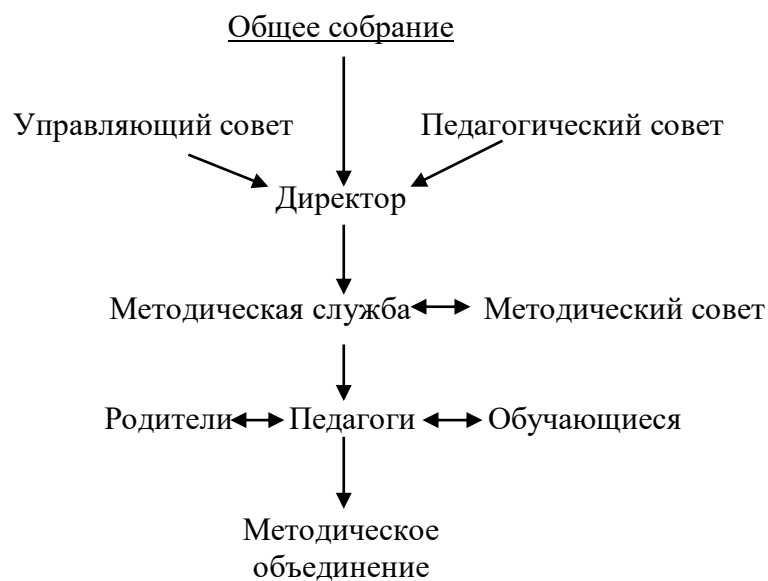 Общее собрание
Управляющий совет
Педагогический совет
Директор
Методическая служба
Методический совет
Родители
Педагоги
Обучающиеся
Методическое
объединение